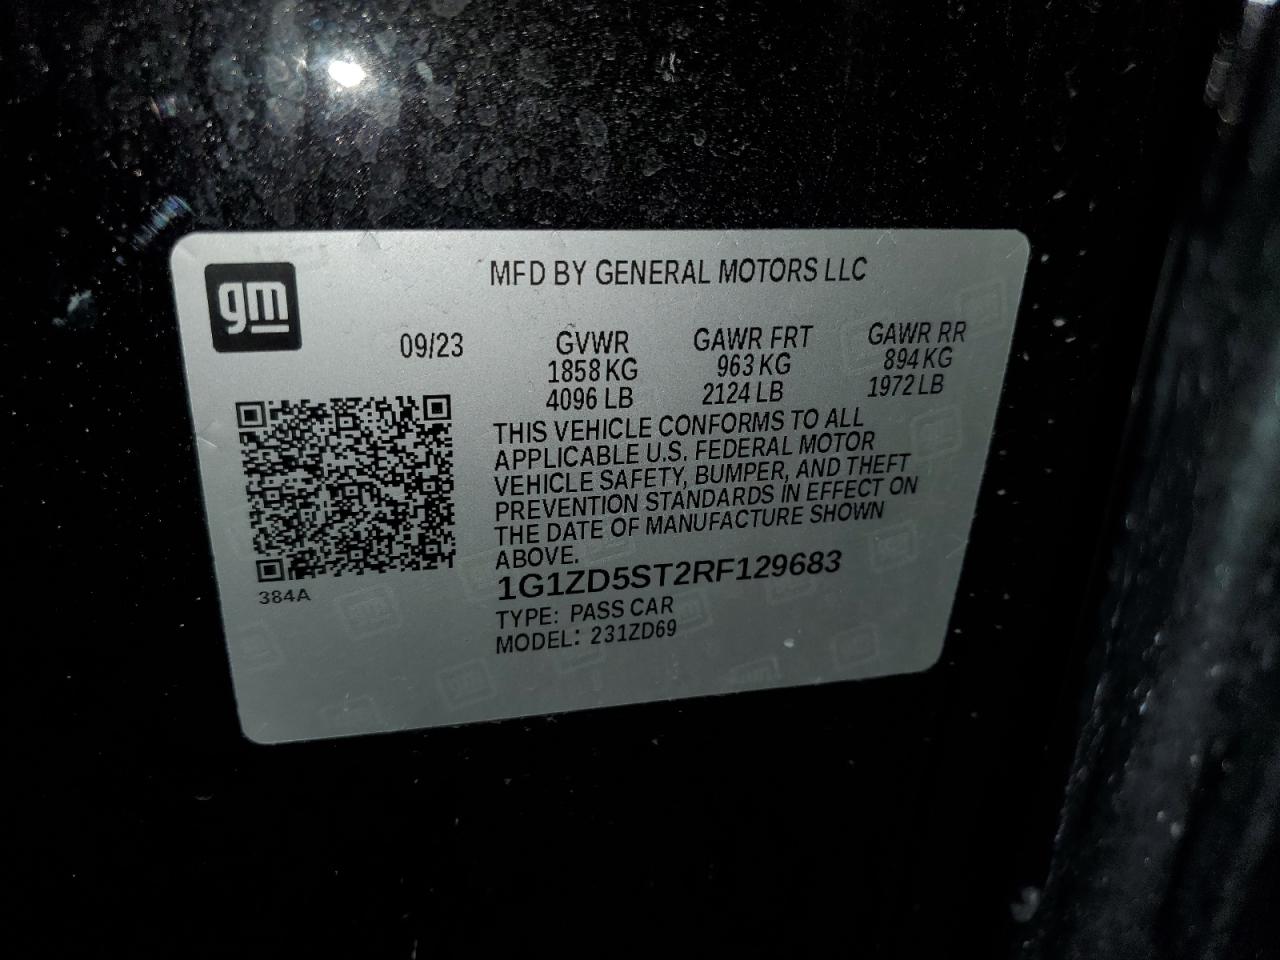 gm
MFD BY GENERAL MOTORS LLC
09/23
GVWR
1858 KG
4096 LB
GAWR FRT
963 KG
2124 LB
GAWR RR
894 KG
1972 LB
THIS VEHICLE CONFORMS TO ALL
APPLICABLE U.S. FEDERAL MOTOR
VEHICLE SAFETY, BUMPER, AND THEFT
PREVENTION STANDARDS IN EFFECT ON
THE DATE OF MANUFACTURE SHOWN
ABOVE.
1G1ZD5ST2RF129683
TYPE: PASS CAR
MODEL: 231ZD69
384A